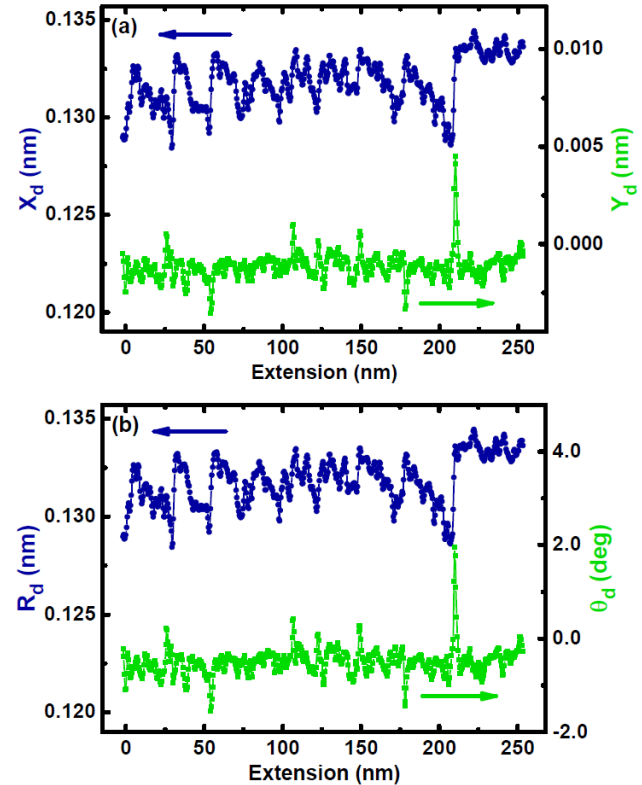 (a)
X_d (nm)
0.135
0.130
0.125
0.120
0.010
0.005
0.000
Y_d (nm)
0 50 100 150 200 250
Extension (nm)
(b)
R_d (nm)
0.135
0.130
0.125
0.120
4.0
2.0
-0.0
-2.0
θ_d (deg)
0 50 100 150 200 250
Extension (nm)